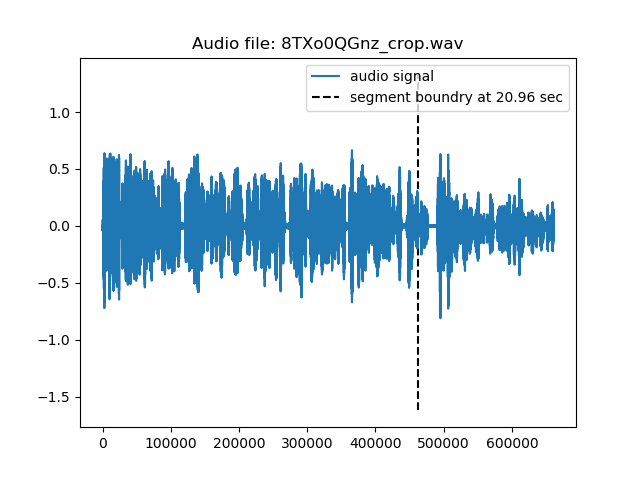 Audio file: 8TXo0QGnz_crop.wav
audio signal
segment boundry at 20.96 sec
1.0
0.5
0.0
−0.5
−1.0
−1.5
0 100000 200000 300000 400000 500000 600000